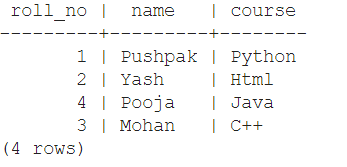 roll_no |  name   | course
---------+---------+--------
       1 | Pushpak | Python
       2 | Yash    | Html
       4 | Pooja   | Java
       3 | Mohan   | C++
(4 rows)